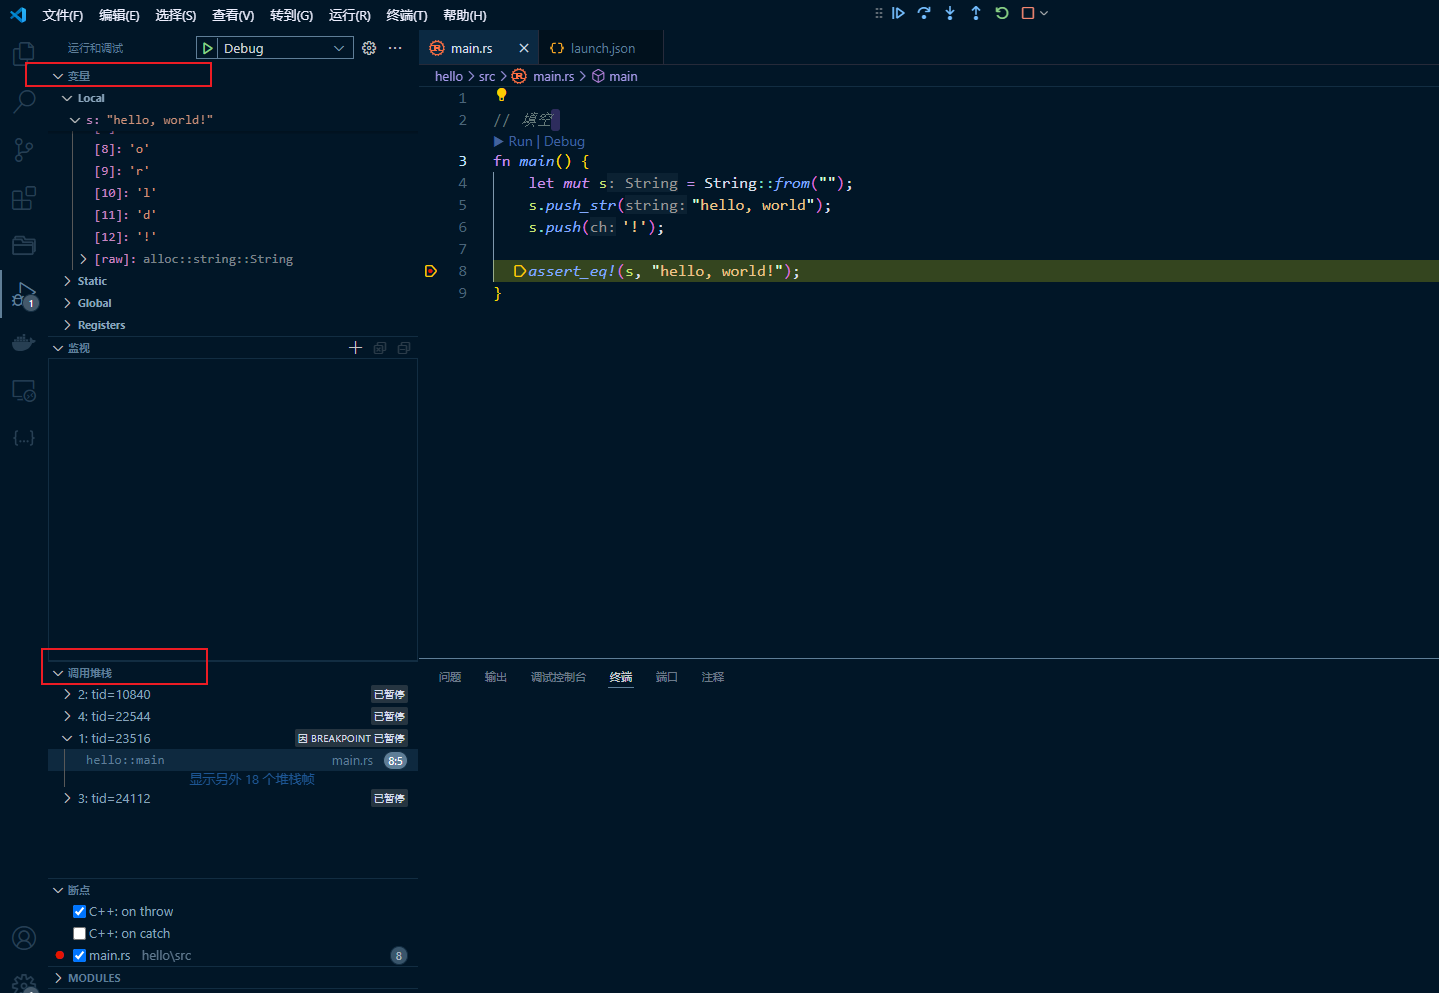 文件(F) 编辑(E) 选择(S) 查看(V) 转到(G) 运行(R) 终端(T) 帮助(H)
运行和调试 Debug
变量
Local
s: "hello, world!"
[8]: 'o'
[9]: 'r'
[10]: 'l'
[11]: 'd'
[12]: '!'
[raw]: alloc::string::String
Static
Global
Registers
监视
调用堆栈
2: tid=10840 已暂停
4: tid=22544 已暂停
1: tid=23516 因 BREAKPOINT 已暂停
hello::main main.rs 8:5
显示另外 18 个堆栈帧
3: tid=24112 已暂停
断点
C++: on throw
C++: on catch
main.rs hello\src 8
MODULES
1
main.rs {} launch.json
hello > src > main.rs > main
1
2 // 填空
Run | Debug
3 fn main() {
4 let mut s: String = String::from("");
5 s.push_str(string: "hello, world");
6 s.push(ch: '!');
7
8 assert_eq!(s, "hello, world!");
9 }
问题 输出 调试控制台 终端 端口 注释